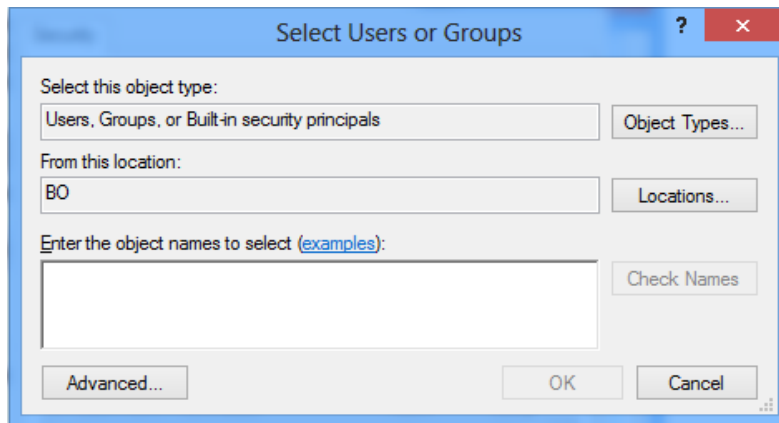 Security
Select Users or Groups
?
Select this object type:
Users, Groups, or Built-in security principals
Object Types...
From this location:
BO
Locations...
Enter the object names to select (examples):
Check Names
Advanced...
OK
Cancel